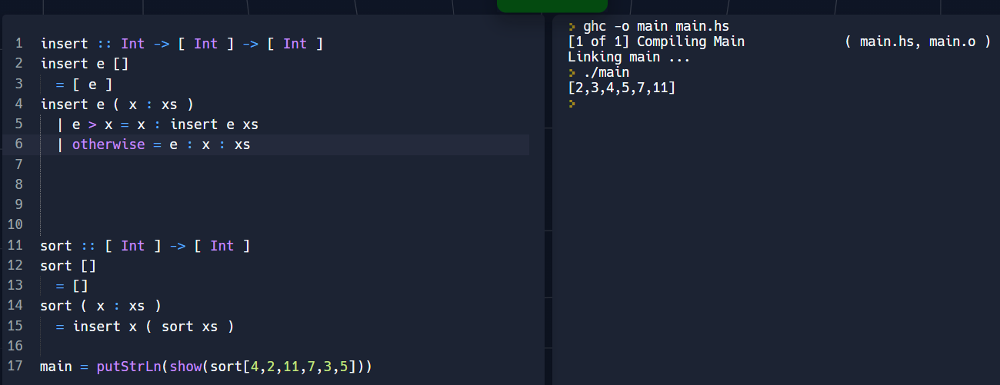 1 insert :: Int -> [ Int ] -> [ Int ]
2 insert e []
3   = [ e ]
4 insert e ( x : xs )
5   | e > x = x : insert e xs
6   | otherwise = e : x : xs
7
8
9
10
11 sort :: [ Int ] -> [ Int ]
12 sort []
13   = []
14 sort ( x : xs )
15   = insert x ( sort xs )
16
17 main = putStrLn(show(sort[4,2,11,7,3,5]))
> ghc -o main main.hs
[1 of 1] Compiling Main             ( main.hs, main.o )
Linking main ...
> ./main
[2,3,4,5,7,11]
>